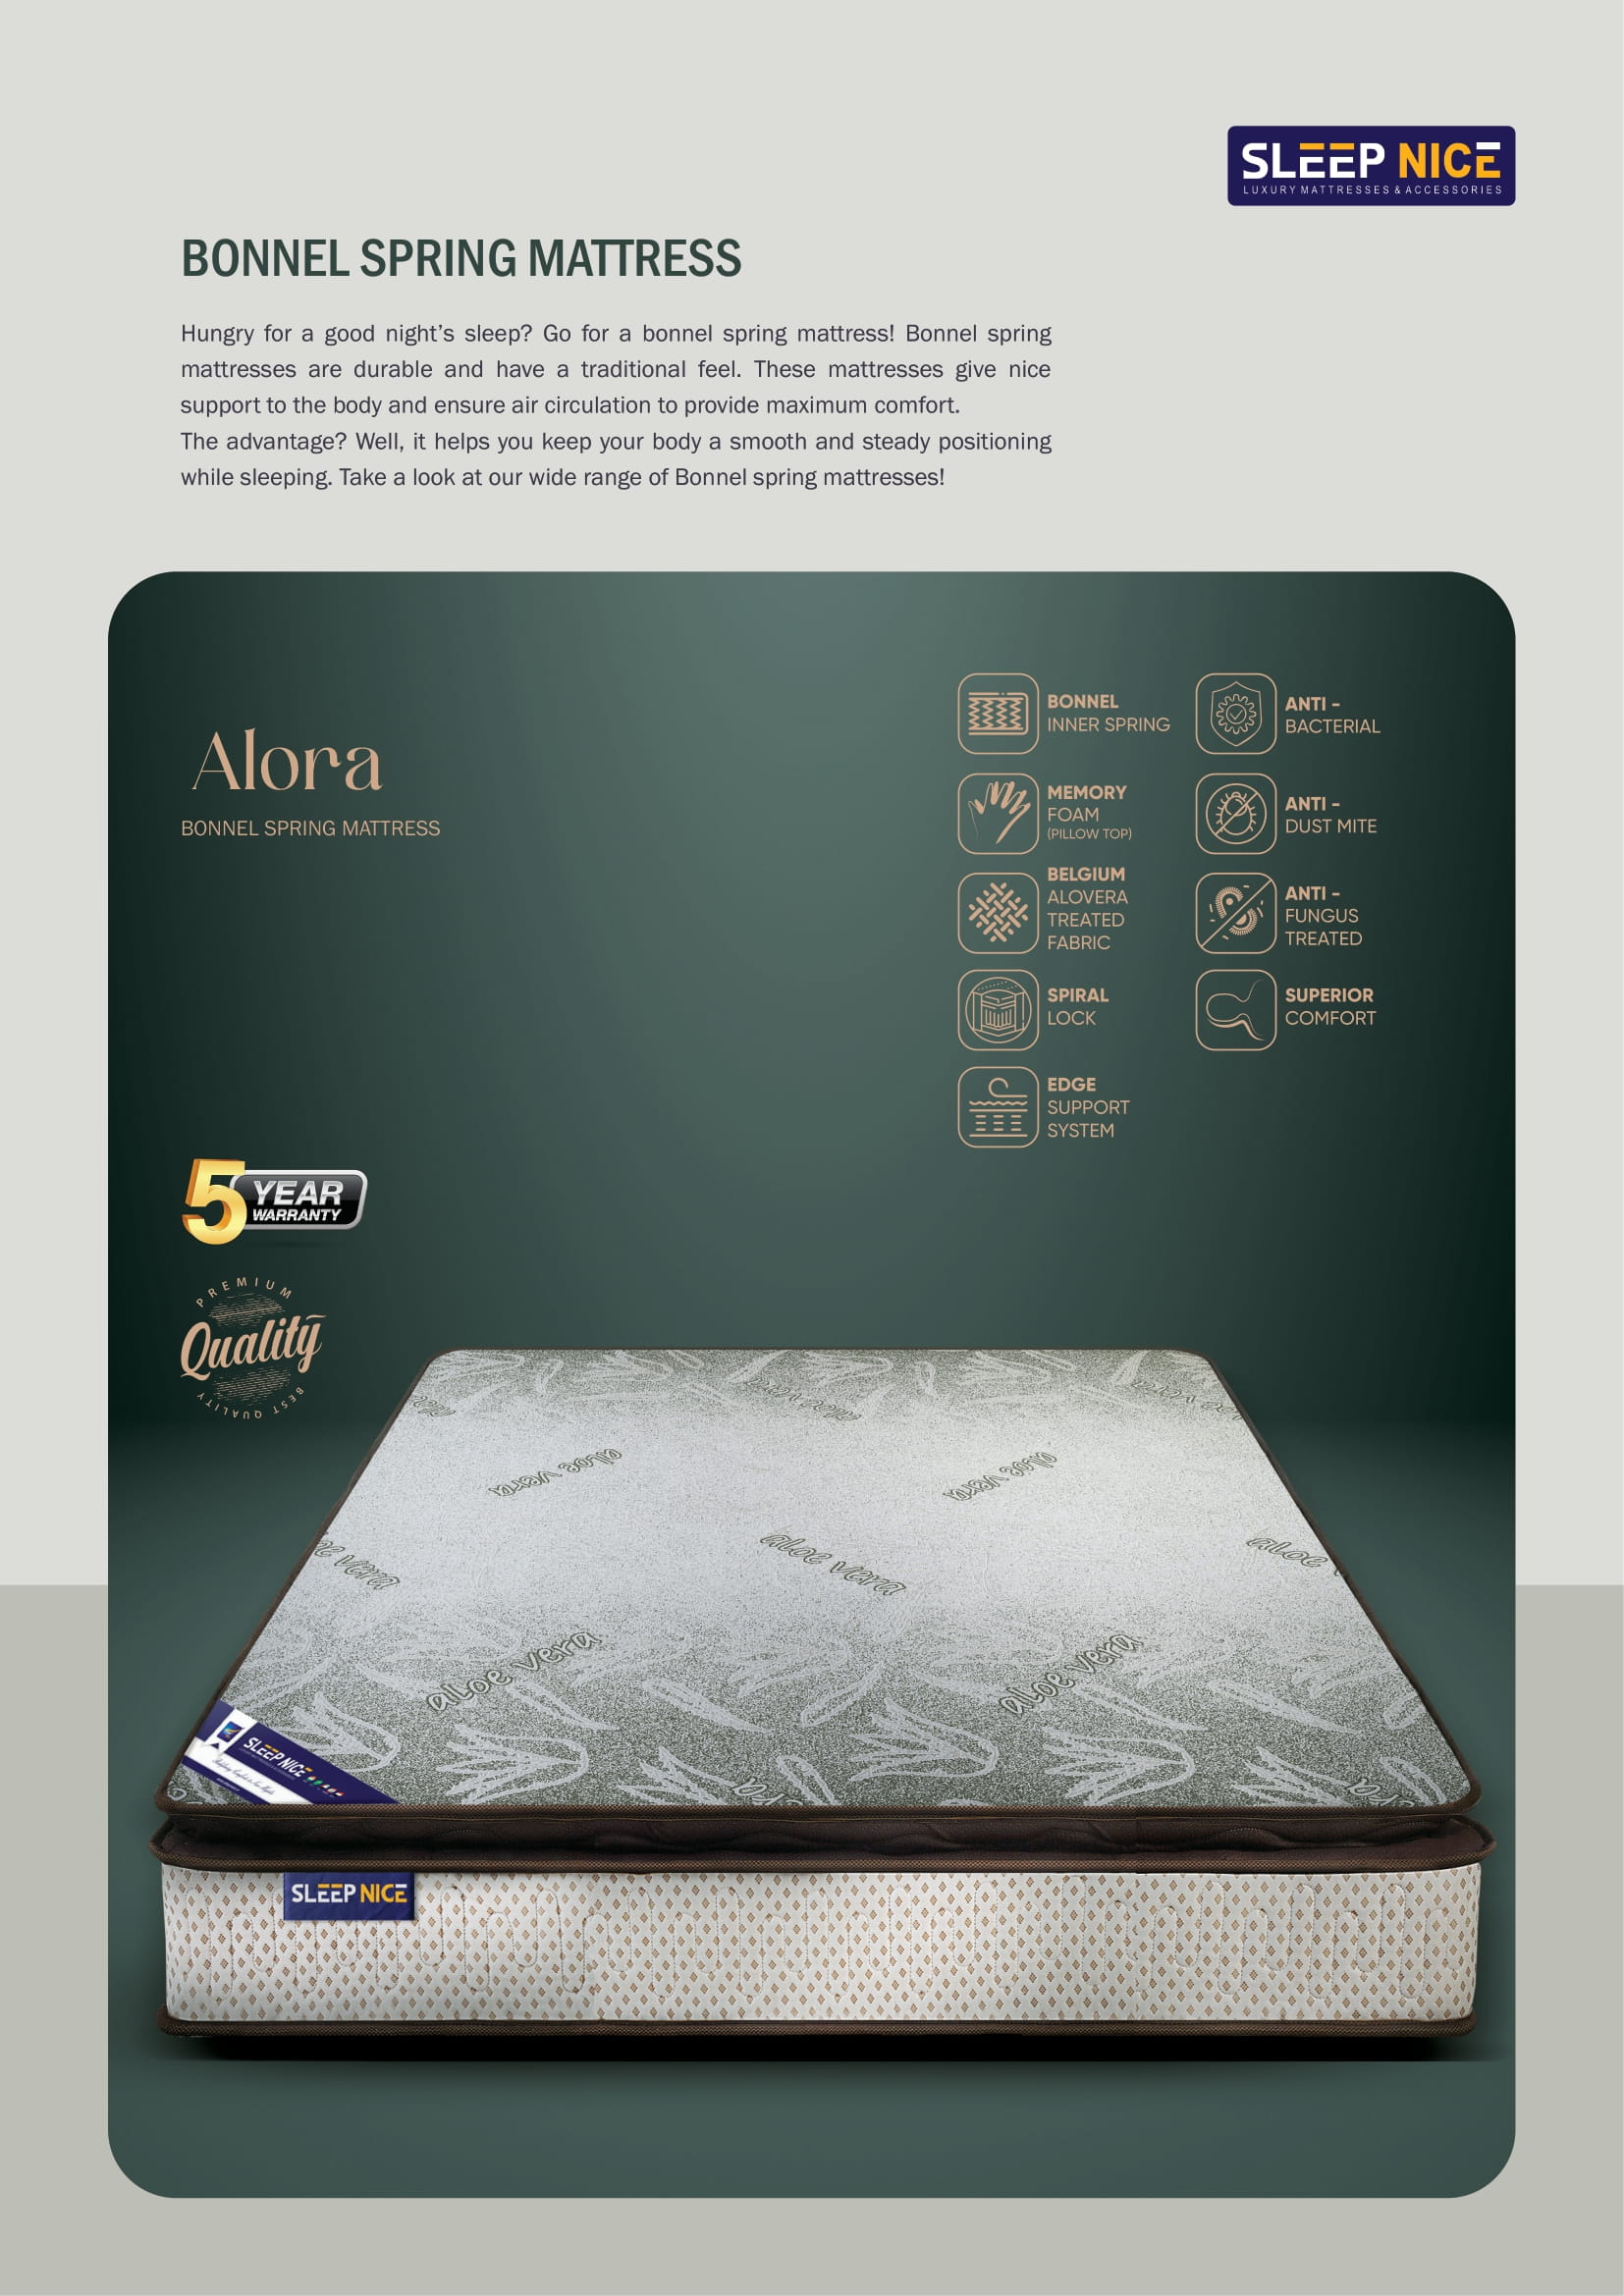 SLEEP NICE
LUXURY MATTRESSES & ACCESSORIES
BONNEL SPRING MATTRESS
Hungry for a good night’s sleep? Go for a bonnel spring mattress! Bonnel spring
mattresses are durable and have a traditional feel. These mattresses give nice
support to the body and ensure air circulation to provide maximum comfort.
The advantage? Well, it helps you keep your body a smooth and steady positioning
while sleeping. Take a look at our wide range of Bonnel spring mattresses!
Alora
BONNEL SPRING MATTRESS
BONNEL
INNER SPRING
MEMORY
FOAM
(PILLOW TOP)
BELGIUM
ALOVERA
TREATED
FABRIC
SPIRAL
LOCK
EDGE
SUPPORT
SYSTEM
ANTI -
BACTERIAL
ANTI -
DUST MITE
ANTI -
FUNGUS
TREATED
SUPERIOR
COMFORT
5 YEAR
WARRANTY
PREMIUM
Quality
BEST QUALITY
aloe vera
aloe vera
aloe vera
aloe vera
aloe
aloe vera
aloe vera
SLEEP NICE
SLEEP NICE